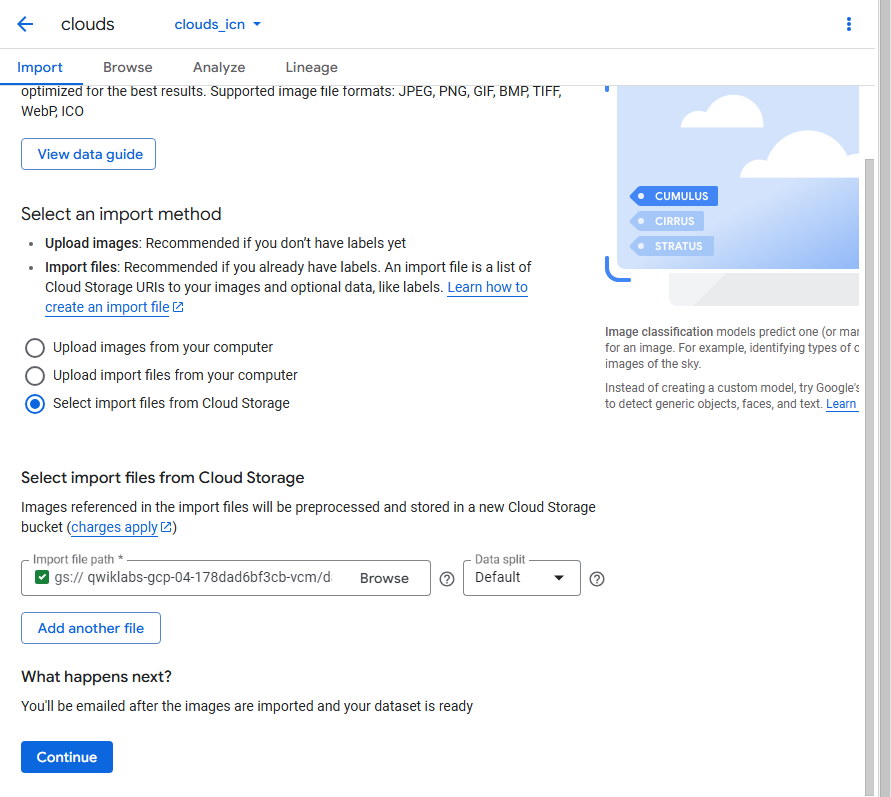 clouds
clouds_icn
Import Browse Analyze Lineage
optimized for the best results. Supported image file formats: JPEG, PNG, GIF, BMP, TIFF,
WebP, ICO
View data guide
CUMULUS
CIRRUS
STRATUS
Select an import method
Upload images: Recommended if you don't have labels yet
Import files: Recommended if you already have labels. An import file is a list of
Cloud Storage URIs to your images and optional data, like labels. Learn how to
create an import file
Upload images from your computer
Upload import files from your computer
Select import files from Cloud Storage
Image classification models predict one (or
for an image. For example, identifying types of
images of the sky.
Instead of creating a custom model, try Google's
to detect generic objects, faces, and text. Learn
Select import files from Cloud Storage
Images referenced in the import files will be preprocessed and stored in a new Cloud Storage
bucket (charges apply)
Import file path *
gs:// qwiklabs-gcp-04-178dad6bf3cb-vcm/d
Browse
Data split
Default
Add another file
What happens next?
You'll be emailed after the images are imported and your dataset is ready
Continue